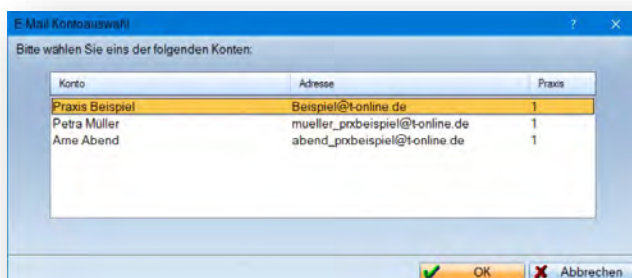 E-Mail Kontoauswahl ?
Bitte wählen Sie eins der folgenden Konten:
Konto Adresse Praxis
Praxis Beispiel Beispiel@t-online.de 1
Petra Müller mueller_prxbeispiel@t-online.de 1
Arne Abend abend_prxbeispiel@t-online.de 1
OK Abbrechen